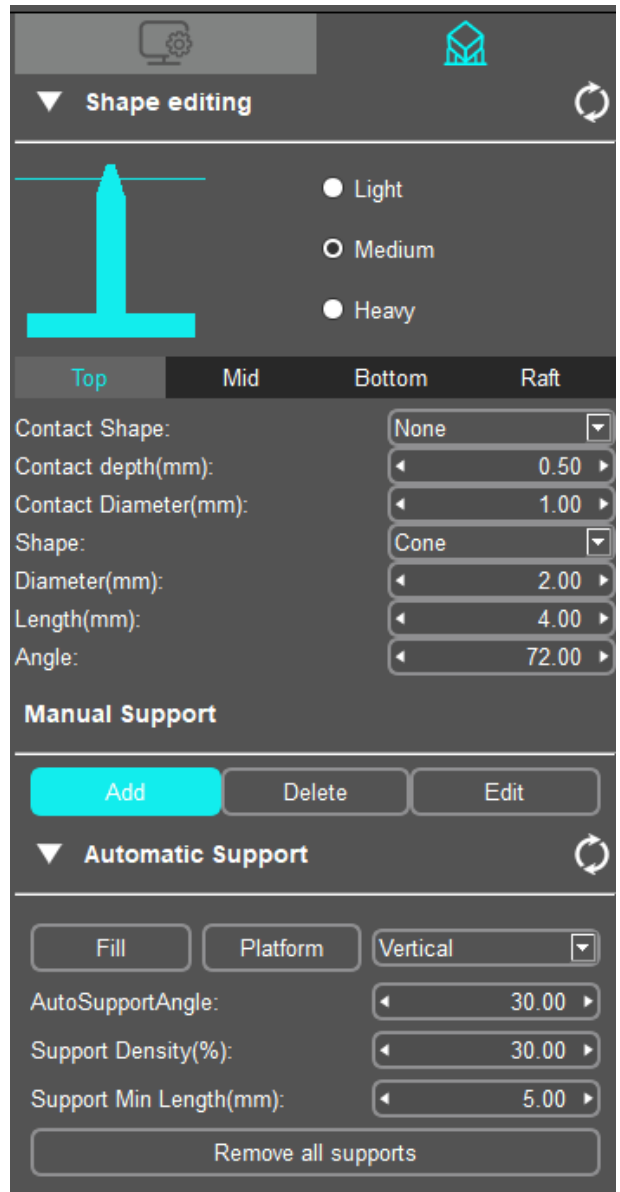 Shape editing
Light
Medium
Heavy
Top Mid Bottom Raft
Contact Shape: None
Contact depth(mm): 0.50
Contact Diameter(mm): 1.00
Shape: Cone
Diameter(mm): 2.00
Length(mm): 4.00
Angle: 72.00
Manual Support
Add Delete Edit
Automatic Support
Fill Platform Vertical
AutoSupportAngle: 30.00
Support Density(%): 30.00
Support Min Length(mm): 5.00
Remove all supports